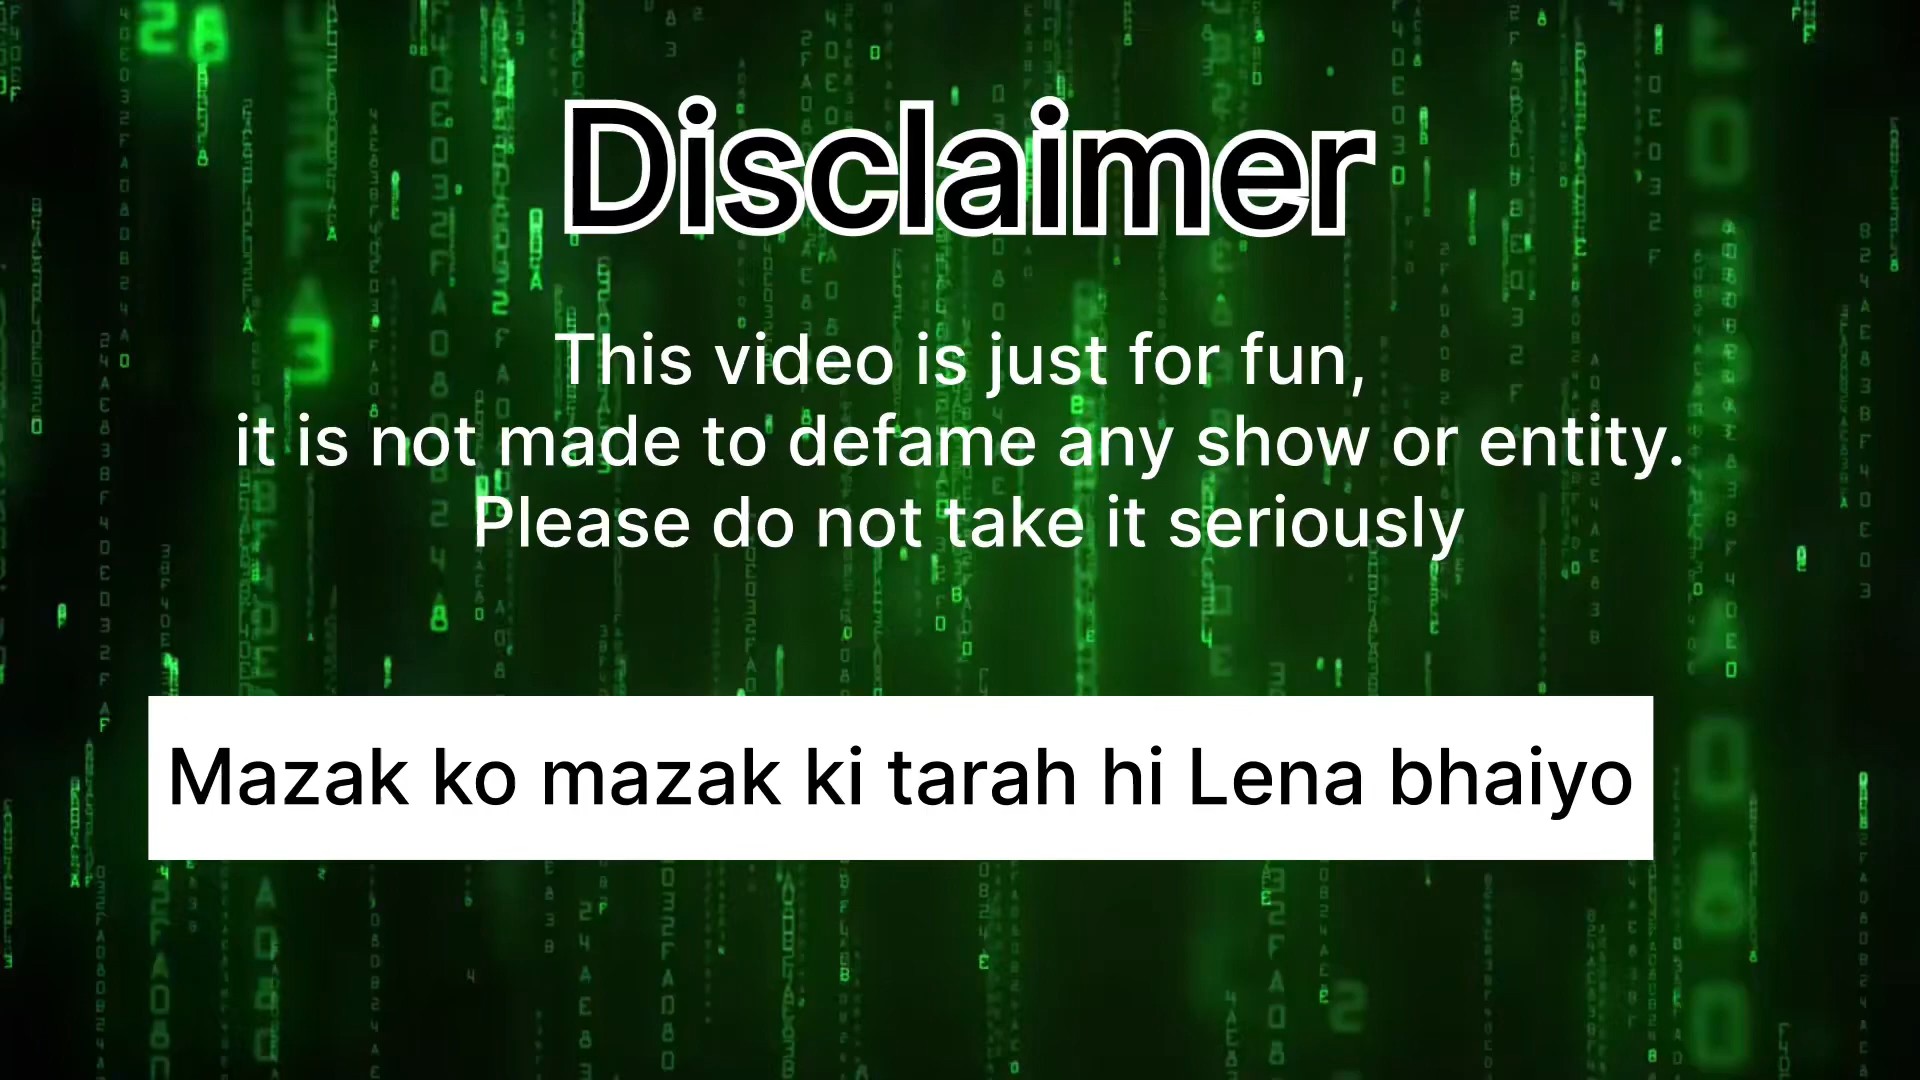 Disclaimer
This video is just for fun,
it is not made to defame any show or entity.
Please do not take it seriously
Mazak ko mazak ki tarah hi Lena bhaiyo